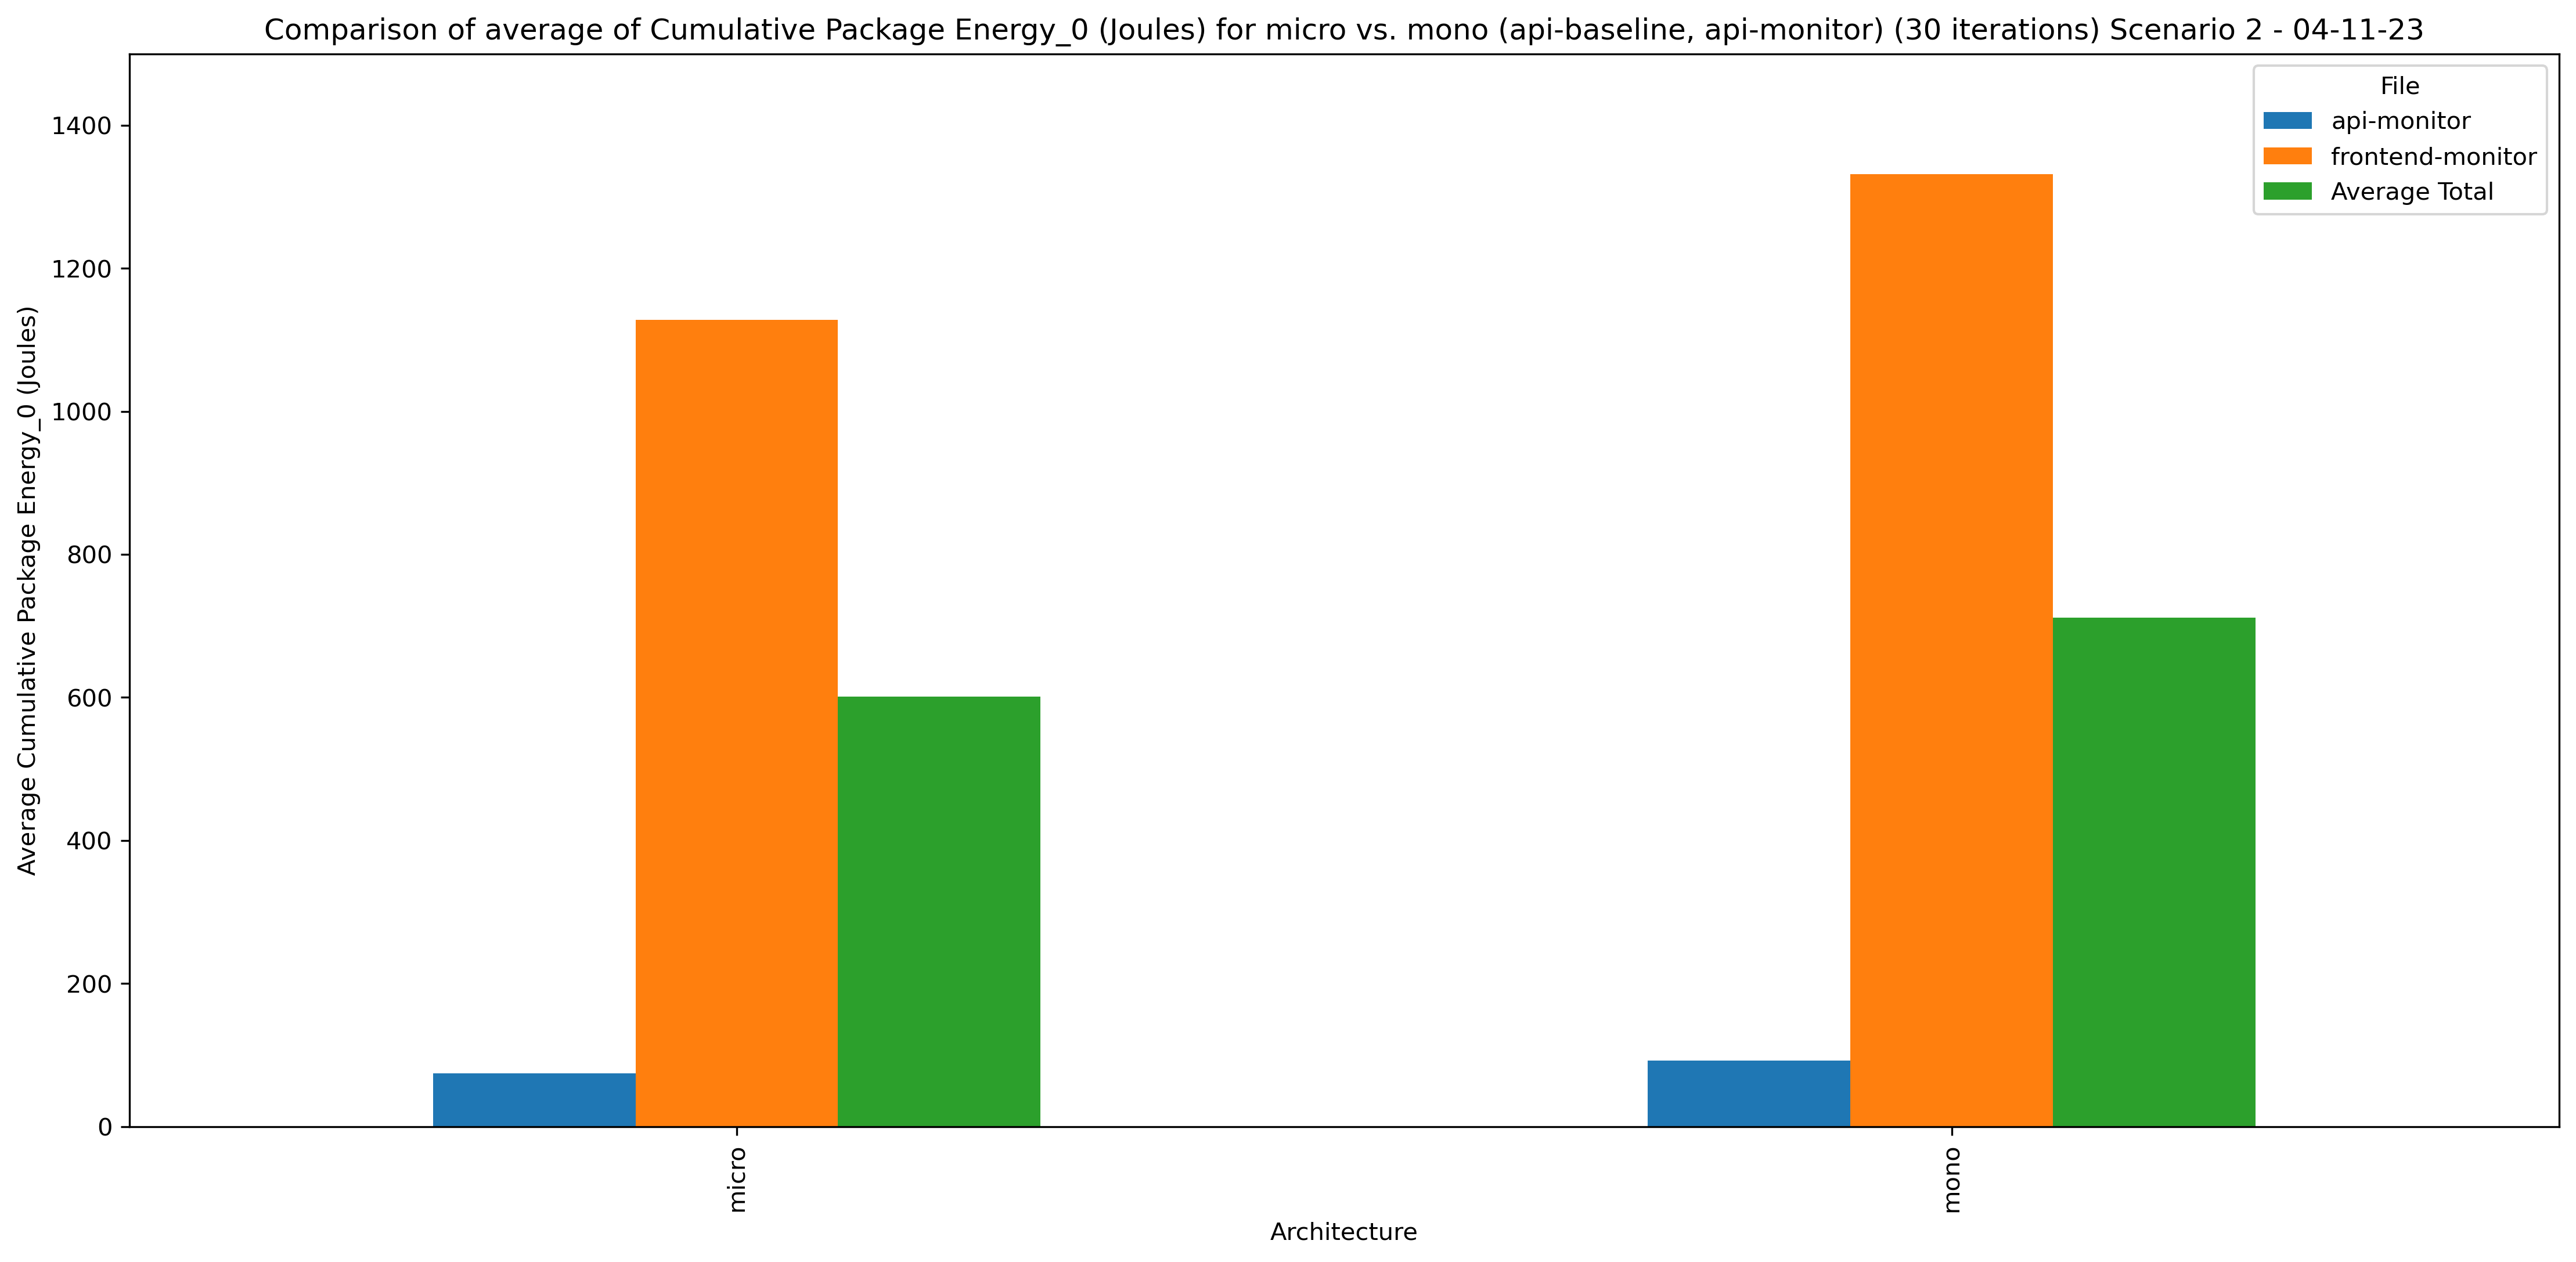 Comparison of average of Cumulative Package Energy_0 (Joules) for micro vs. mono (api-baseline, api-monitor) (30 iterations) Scenario 2 - 04-11-23
File
api-monitor
frontend-monitor
Average Total
Average Cumulative Package Energy_0 (Joules)
1400
1200
1000
800
600
400
200
0
micro
mono
Architecture